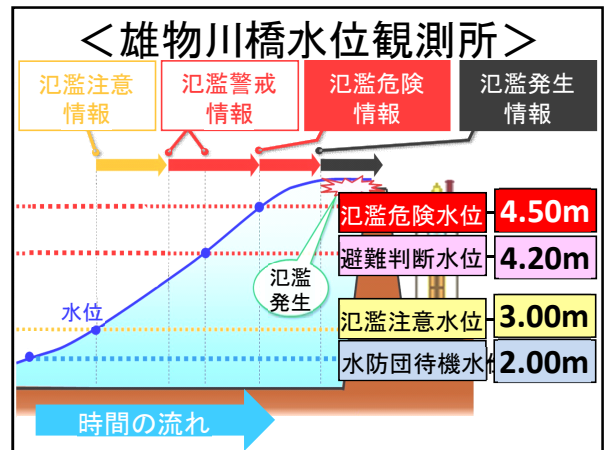 ＜雄物川橋水位観測所＞
氾濫注意
情報
氾濫警戒
情報
氾濫危険
情報
氾濫発生
情報
氾濫危険水位 4.50m
避難判断水位 4.20m
氾濫
発生
水位
氾濫注意水位 3.00m
水防団待機水 2.00m
時間の流れ